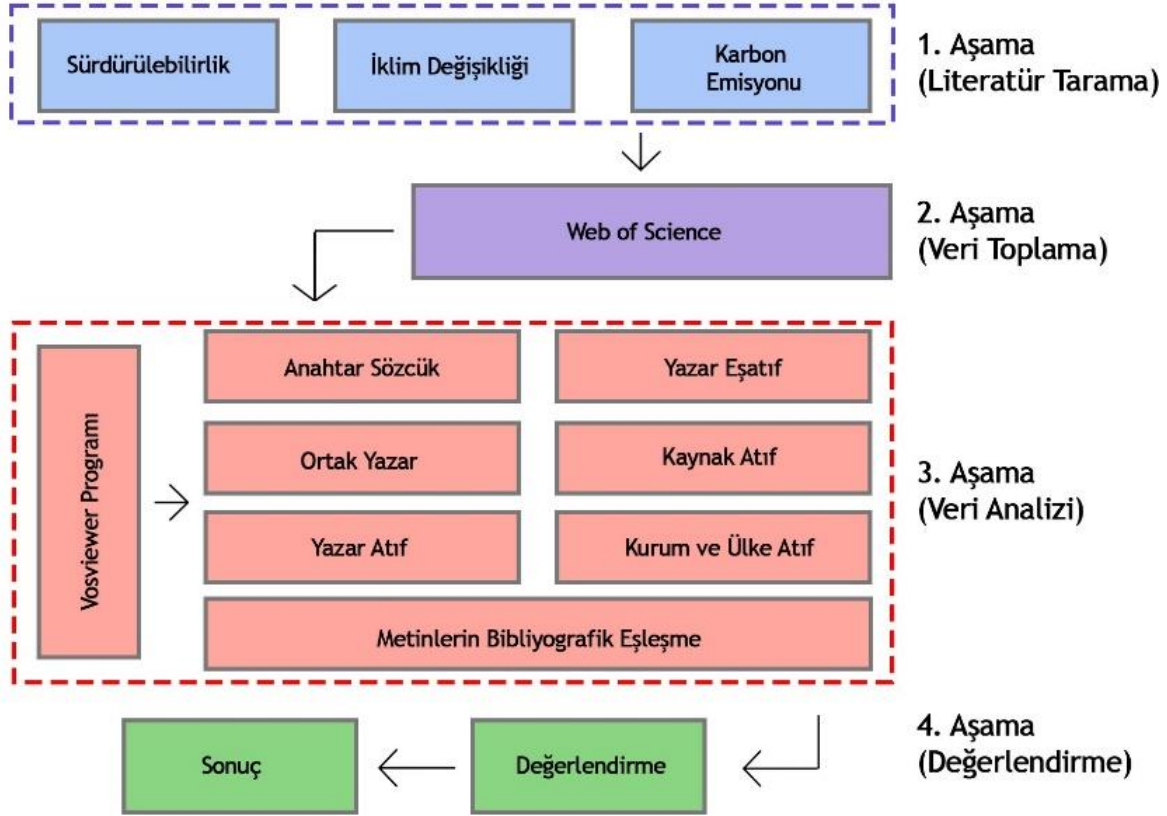 Sürdürülebilirlik
İklim Değişikliği
Karbon
Emisyonu
1. Aşama
(Literatür Tarama)
Web of Science
2. Aşama
(Veri Toplama)
Vosviewer Programı
Anahtar Sözcük
Yazar Eşatıf
Ortak Yazar
Kaynak Atıf
Yazar Atıf
Kurum ve Ülke Atıf
Metinlerin Bibliyografik Eşleşme
3. Aşama
(Veri Analizi)
Sonuç
Değerlendirme
4. Aşama
(Değerlendirme)